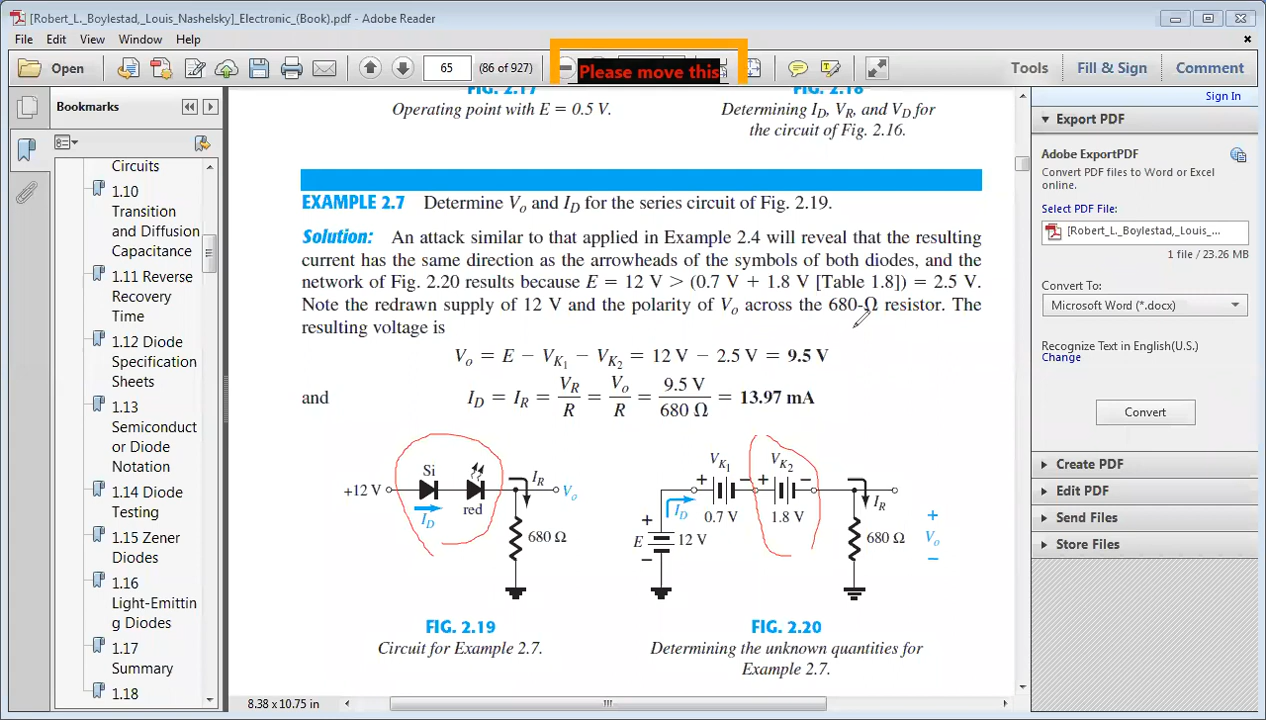 [Robert_L._Boylestad,_Louis_Nashelsky]_Electronic_(Book).pdf - Adobe Reader
File Edit View Window Help
Open
65
(86 of 927)
Please move this
Tools
Fill & Sign
Comment
Sign In
Bookmarks
Circuits
1.10
Transition
and Diffusion
Capacitance
1.11 Reverse
Recovery
Time
1.12 Diode
Specification
Sheets
1.13
Semiconduct
or Diode
Notation
1.14 Diode
Testing
1.15 Zener
Diodes
1.16
Light-Emittin
g Diodes
1.17
Summary
1.18
8.38 x 10.75 in
FIG. 2.17
Operating point with E = 0.5 V.
FIG. 2.18
Determining I_D, V_R, and V_D for
the circuit of Fig. 2.16.
EXAMPLE 2.7 Determine V_o and I_D for the series circuit of Fig. 2.19.
Solution: An attack similar to that applied in Example 2.4 will reveal that the resulting
current has the same direction as the arrowheads of the symbols of both diodes, and the
network of Fig. 2.20 results because E = 12 V > (0.7 V + 1.8 V [Table 1.8]) = 2.5 V.
Note the redrawn supply of 12 V and the polarity of V_o across the 680-Ω resistor. The
resulting voltage is
V_o = E − V_K1 − V_K2 = 12 V − 2.5 V = 9.5 V
and I_D = I_R = V_R/R = V_o/R = 9.5 V/680 Ω = 13.97 mA
+12 V
Si
red
I_D
I_R
V_o
680 Ω
FIG. 2.19
Circuit for Example 2.7.
E
+
−
12 V
I_D
V_K1
+ −
0.7 V
V_K2
+ −
1.8 V
I_R
680 Ω
+
V_o
−
FIG. 2.20
Determining the unknown quantities for
Example 2.7.
Export PDF
Adobe ExportPDF
Convert PDF files to Word or Excel
online.
Select PDF File:
[Robert_L._Boylestad,_Louis_...
1 file / 23.26 MB
Convert To:
Microsoft Word (*.docx)
Recognize Text in English(U.S.)
Change
Convert
Create PDF
Edit PDF
Send Files
Store Files